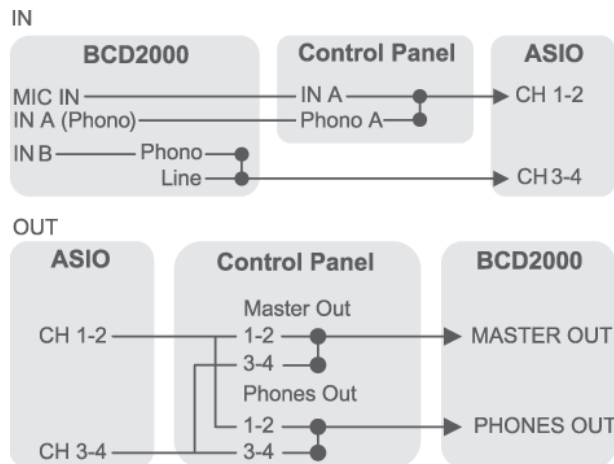 IN
BCD2000 Control Panel ASIO
MIC IN IN A CH 1-2
IN A (Phono) Phono A
IN B Phono
Line CH 3-4
OUT
ASIO Control Panel BCD2000
Master Out
CH 1-2 1-2 MASTER OUT
3-4
Phones Out
1-2 PHONES OUT
CH 3-4 3-4